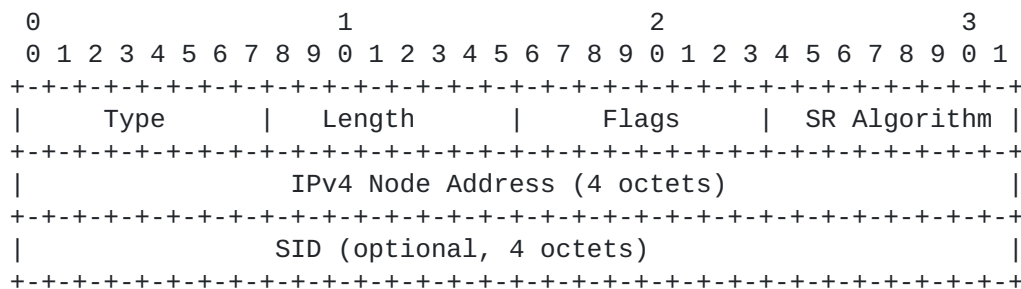 0                   1                   2                   3
 0 1 2 3 4 5 6 7 8 9 0 1 2 3 4 5 6 7 8 9 0 1 2 3 4 5 6 7 8 9 0 1
+-+-+-+-+-+-+-+-+-+-+-+-+-+-+-+-+-+-+-+-+-+-+-+-+-+-+-+-+-+-+-+-+
|     Type      |   Length      |     Flags     |  SR Algorithm |
+-+-+-+-+-+-+-+-+-+-+-+-+-+-+-+-+-+-+-+-+-+-+-+-+-+-+-+-+-+-+-+-+
|                 IPv4 Node Address (4 octets)                  |
+-+-+-+-+-+-+-+-+-+-+-+-+-+-+-+-+-+-+-+-+-+-+-+-+-+-+-+-+-+-+-+-+
|                SID (optional, 4 octets)                       |
+-+-+-+-+-+-+-+-+-+-+-+-+-+-+-+-+-+-+-+-+-+-+-+-+-+-+-+-+-+-+-+-+